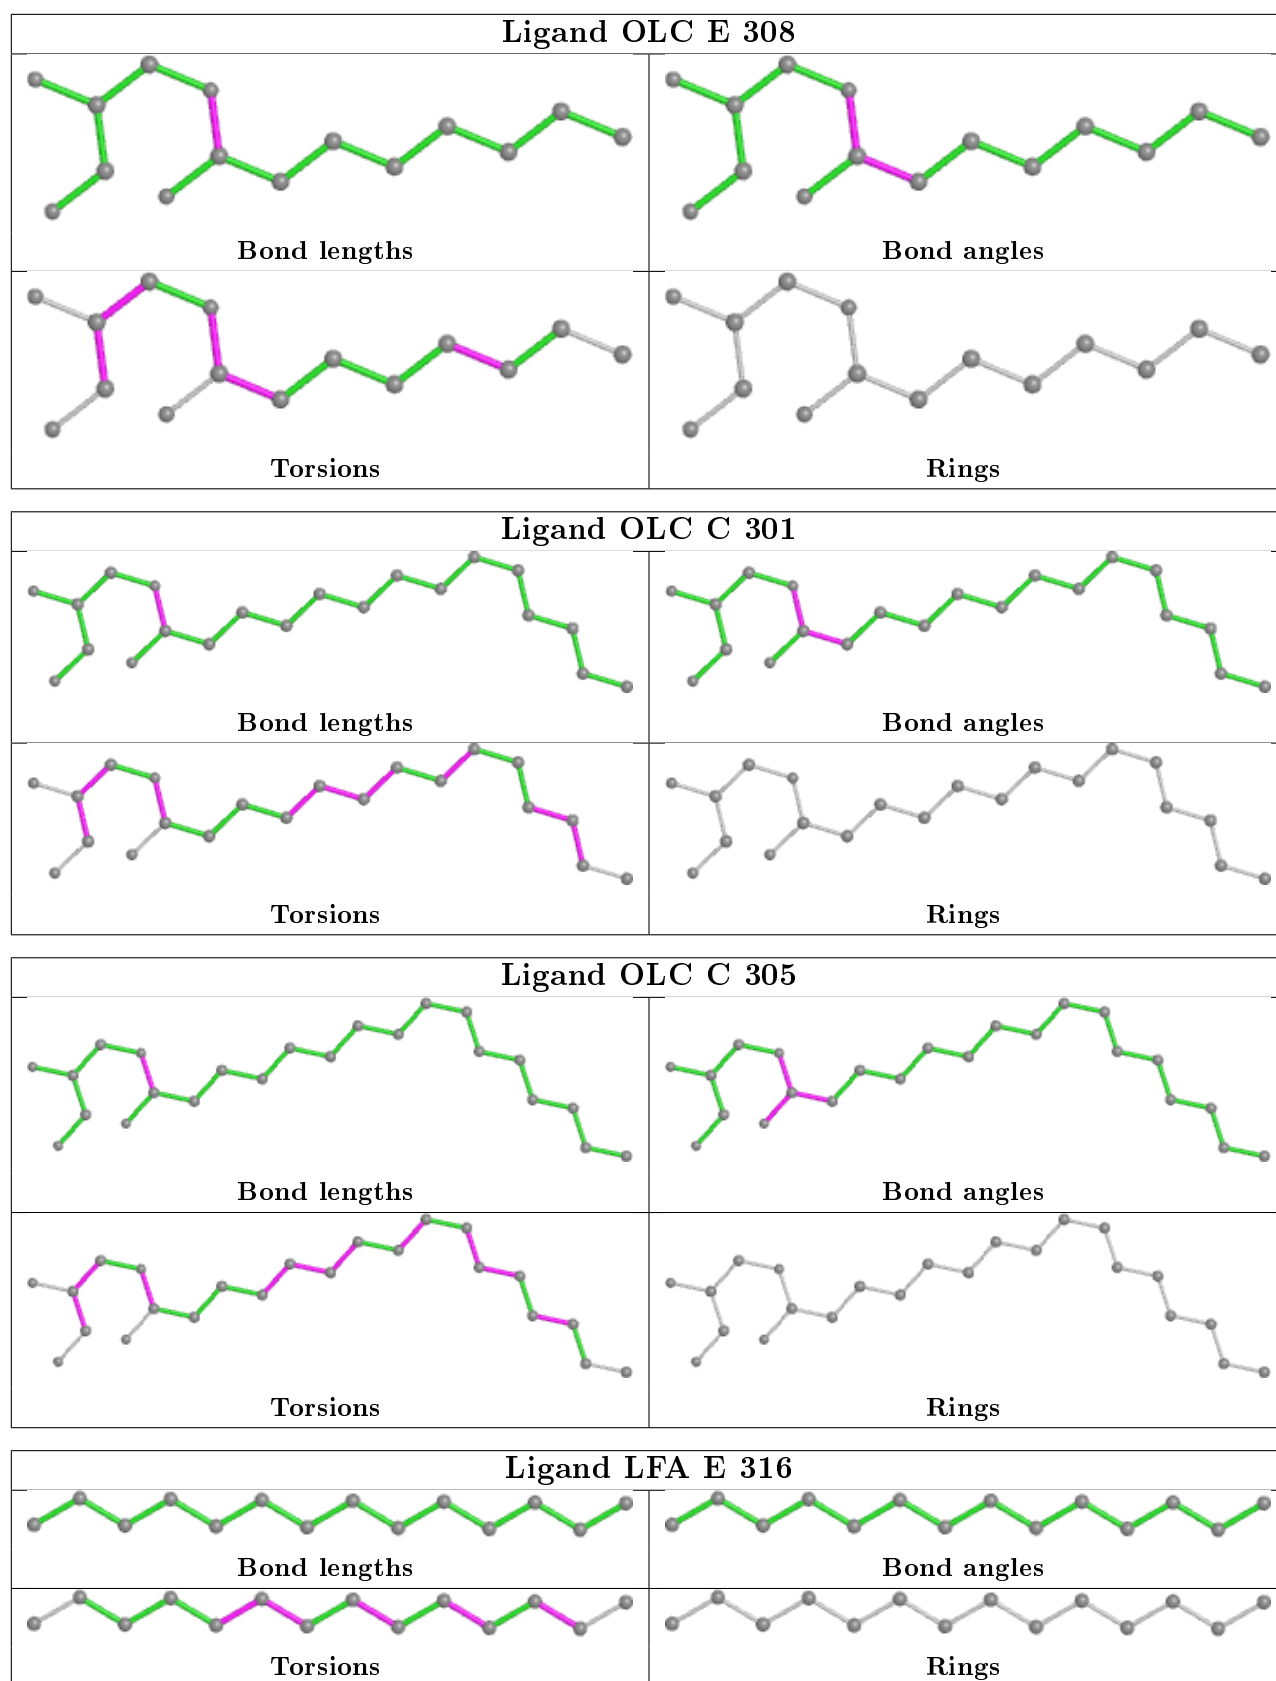 Ligand OLC E 308
Bond lengths
Bond angles
Torsions
Rings
Ligand OLC C 301
Bond lengths
Bond angles
Torsions
Rings
Ligand OLC C 305
Bond lengths
Bond angles
Torsions
Rings
Ligand LFA E 316
Bond lengths
Bond angles
Torsions
Rings